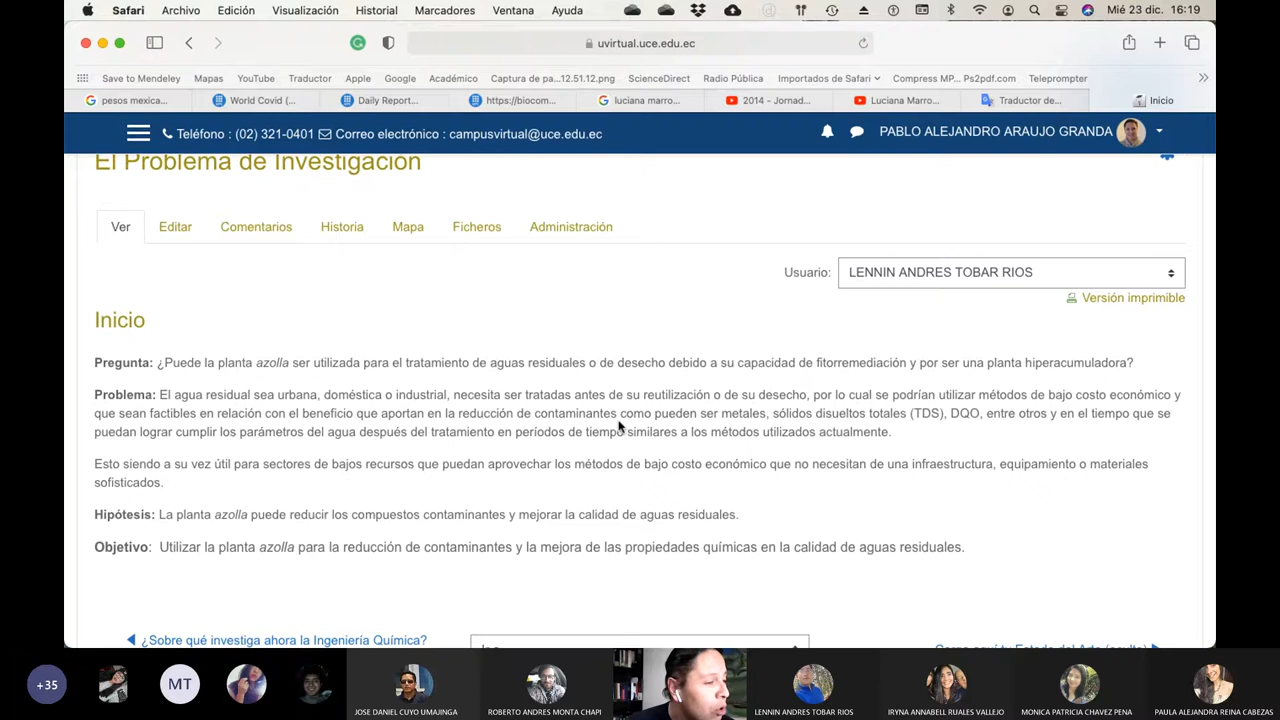 Safari Archivo Edición Visualización Historial Marcadores Ventana Ayuda Mié 23 dic. 16:19
uvirtual.uce.edu.ec
Save to Mendeley Mapas YouTube Traductor Apple Google Académico Captura de pa...12.51.12.png ScienceDirect Radio Pública Importados de Safari Compress MP... Ps2pdf.com Teleprompter
pesos mexica... World Covid (... Daily Report... https://biocom... luciana marro... 2014 - Jornad... Luciana Marro... Traductor de... Inicio
Teléfono : (02) 321-0401 Correo electrónico : campusvirtual@uce.edu.ec PABLO ALEJANDRO ARAUJO GRANDA
El Problema de Investigación
Ver Editar Comentarios Historia Mapa Ficheros Administración
Usuario: LENNIN ANDRES TOBAR RIOS
Versión imprimible
Inicio
Pregunta: ¿Puede la planta azolla ser utilizada para el tratamiento de aguas residuales o de desecho debido a su capacidad de fitorremediación y por ser una planta hiperacumuladora?
Problema: El agua residual sea urbana, doméstica o industrial, necesita ser tratadas antes de su reutilización o de su desecho, por lo cual se podrían utilizar métodos de bajo costo económico y
que sean factibles en relación con el beneficio que aportan en la reducción de contaminantes como pueden ser metales, sólidos disueltos totales (TDS), DQO, entre otros y en el tiempo que se
puedan lograr cumplir los parámetros del agua después del tratamiento en períodos de tiempo similares a los métodos utilizados actualmente.
Esto siendo a su vez útil para sectores de bajos recursos que puedan aprovechar los métodos de bajo costo económico que no necesitan de una infraestructura, equipamiento o materiales
sofisticados.
Hipótesis: La planta azolla puede reducir los compuestos contaminantes y mejorar la calidad de aguas residuales.
Objetivo: Utilizar la planta azolla para la reducción de contaminantes y la mejora de las propiedades químicas en la calidad de aguas residuales.
¿Sobre qué investiga ahora la Ingeniería Química?
+35 MT
JOSE DANIEL CUYO UMAJINGA ROBERTO ANDRES MONTA CHAPI LENNIN ANDRES TOBAR RIOS IRYNA ANNABELL RUALES VALLEJO MONICA PATRICIA CHAVEZ PENA PAULA ALEJANDRA REINA CABEZAS